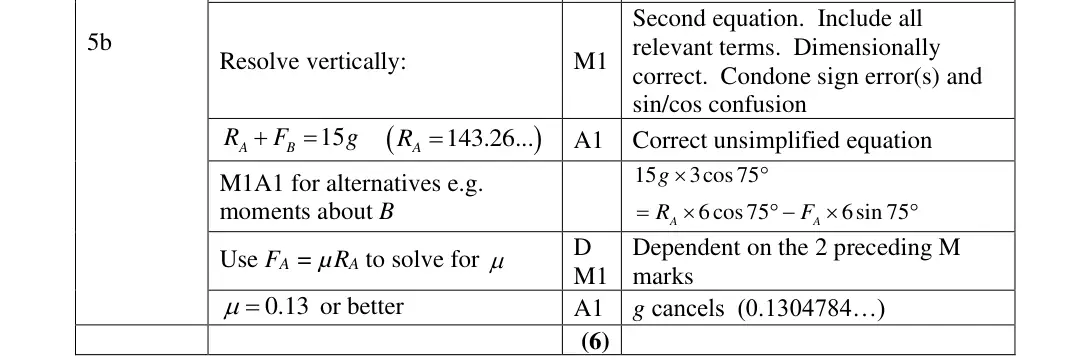 5b
Resolve vertically:
M1
Second equation. Include all
relevant terms. Dimensionally
correct. Condone sign error(s) and
sin/cos confusion
R_A + F_B = 15g (R_A = 143.26...)
A1
Correct unsimplified equation
M1A1 for alternatives e.g.
moments about B
15g × 3cos 75°
= R_A × 6cos 75° − F_A × 6sin 75°
Use F_A = μR_A to solve for μ
D
M1
Dependent on the 2 preceding M
marks
μ = 0.13 or better
A1
g cancels (0.1304784…)
(6)